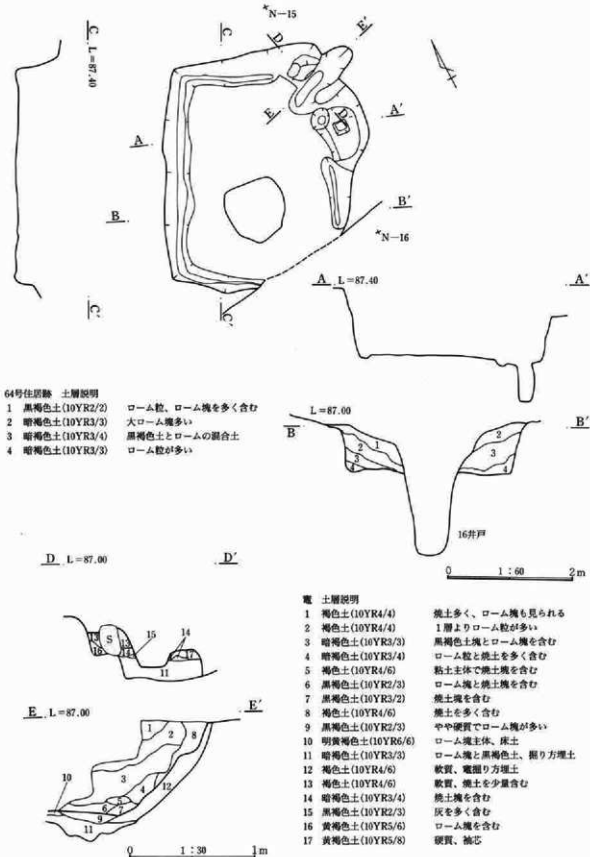 N—15
C
C
D
E'
C L=87.40
A
E
D'
A'
B
B'
N—16
C'
C'
A L=87.40
A'
64号住居跡 土層説明
1 黒褐色土(10YR2/2) ローム粒、ローム塊を多く含む
2 暗褐色土(10YR3/3) 大ローム塊多い
3 暗褐色土(10YR3/4) 黒褐色土とロームの混合土
4 暗褐色土(10YR3/3) ローム粒が多い
L=87.00
B
B'
1
2
3
4
2
3
4
16井戸
0 1:60 2m
D L=87.00
D'
S
13
16
13
14
15
14
17
11
E L=87.00
E'
1
2
8
3
4
12
5
6
7
9
10
11
0 1:30 1m
竃 土層説明
1 褐色土(10YR4/4) 焼土多く、ローム塊も見られる
2 褐色土(10YR4/4) 1層よりローム粒が多い
3 暗褐色土(10YR3/3) 黒褐色土塊とローム塊を含む
4 暗褐色土(10YR3/4) ローム粒と焼土を多く含む
5 褐色土(10YR4/6) 粘土主体で焼土塊を含む
6 黒褐色土(10YR2/3) ローム塊と焼土塊を含む
7 黒褐色土(10YR3/2) 焼土塊を含む
8 褐色土(10YR4/6) 焼土を多く含む
9 黒褐色土(10YR2/3) やや硬質でローム塊が多い
10 明黄褐色土(10YR6/6) ローム塊主体、床土
11 暗褐色土(10YR3/3) ローム塊と黒褐色土、掘り方埋土
12 褐色土(10YR4/6) 軟質、竃掘り方埋土
13 褐色土(10YR4/6) 軟質、焼土を少量含む
14 暗褐色土(10YR3/4) 焼土塊を含む
15 黒褐色土(10YR2/3) 灰を多く含む
16 黄褐色土(10YR5/6) ローム塊を含む
17 黄褐色土(10YR5/8) 硬質、袖芯